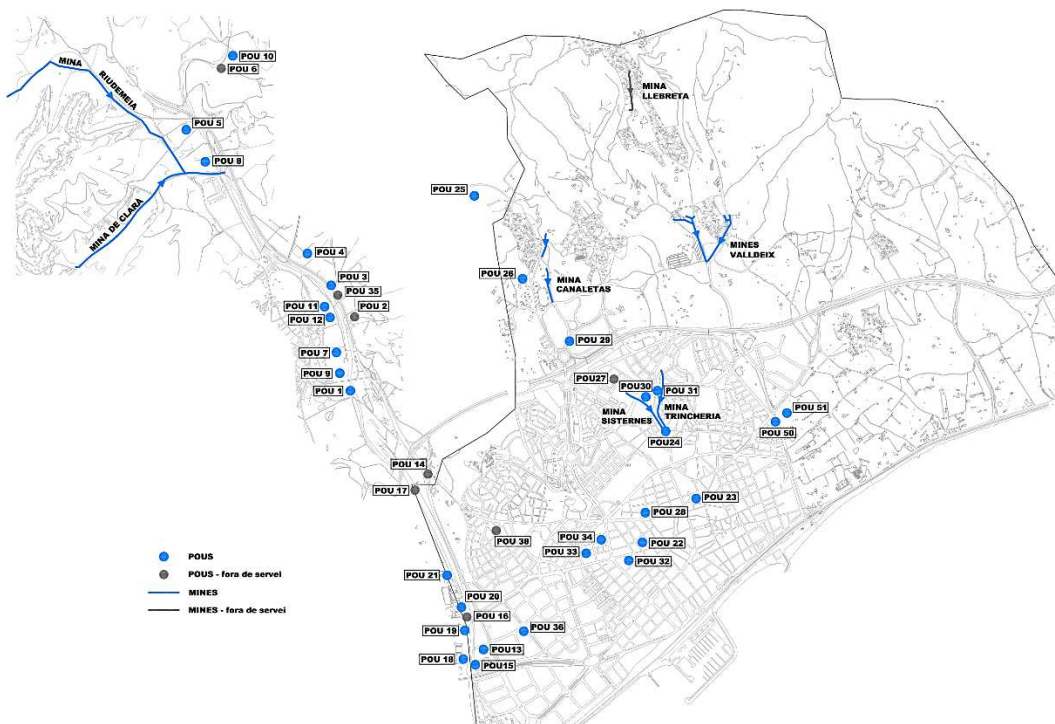 POU 10
MINA
POU 6
RIUDEMEIA
MINA
LLEBRETA
POU 5
POU 8
POU 25
MINA DE CLARA
POU 4
MINES
VALLDEIX
POU 26
POU 3
MINA
CANALETAS
POU 35
POU 11
POU 2
POU 12
POU 29
POU 7
POU 9
POU27
POU30
POU 31
POU 1
MINA
SISTERNES
MINA
TRINCHERIA
POU 51
POU 50
POU24
POU 14
POU 17
POU 23
POU 28
POU 38
POU 34
POU 22
POU 33
POU 32
POUS
POUS - fora de servei
MINES
MINES - fora de servei
POU 21
POU 20
POU 16
POU 19
POU 36
POU13
POU 18
POU15